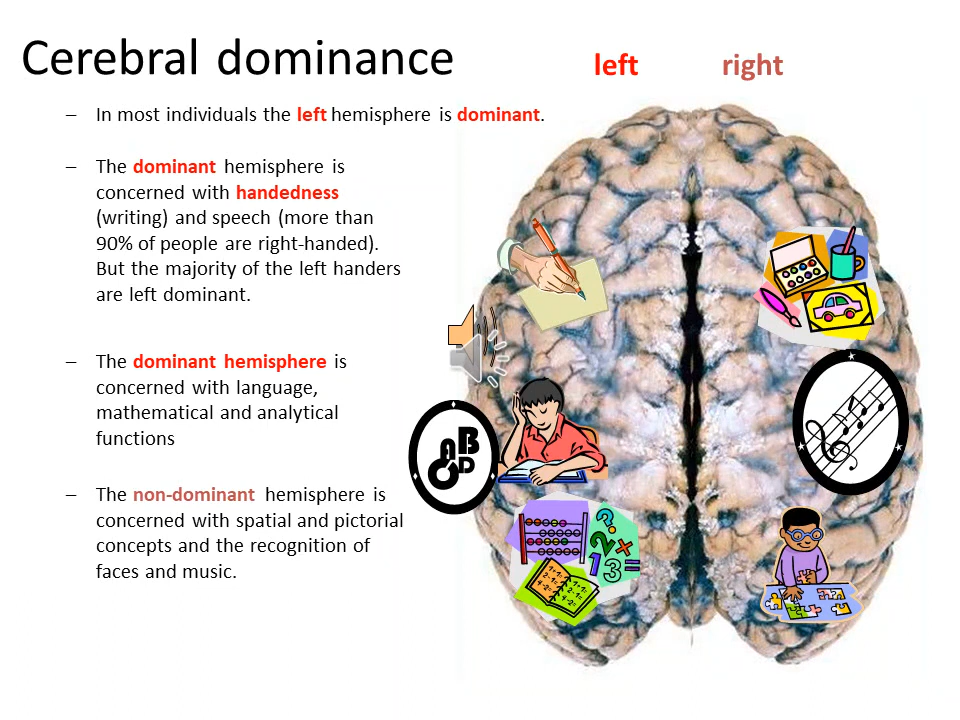 Cerebral dominance
left right
– In most individuals the left hemisphere is dominant.
– The dominant hemisphere is
concerned with handedness
(writing) and speech (more than
90% of people are right-handed).
But the majority of the left handers
are left dominant.
– The dominant hemisphere is
concerned with language,
mathematical and analytical
functions
– The non-dominant hemisphere is
concerned with spatial and pictorial
concepts and the recognition of
faces and music.
A B
D
? 2 × 1 3 =